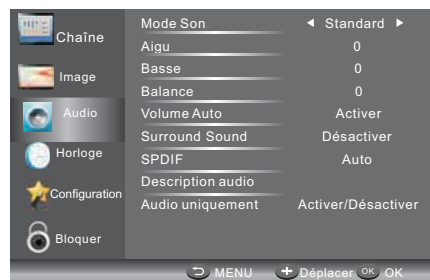 Chaîne
Image
Audio
Horloge
Configuration
Bloquer
Mode Son Standard
Aigu 0
Basse 0
Balance 0
Volume Auto Activer
Surround Sound Désactiver
SPDIF Auto
Description audio
Audio uniquement Activer/Désactiver
MENU Déplacer OK OK